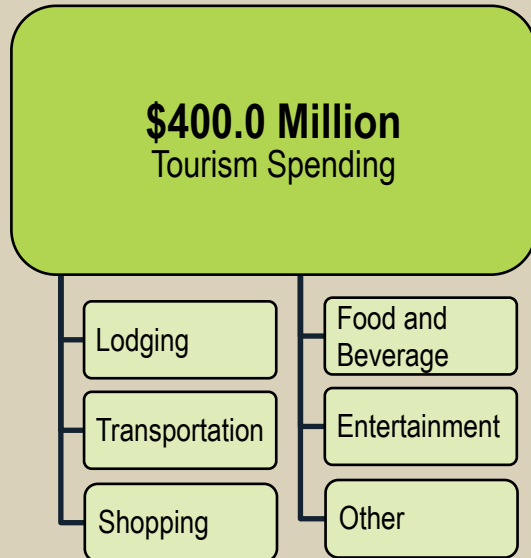 $400.0 Million
Tourism Spending
Lodging
Transportation
Shopping
Food and
Beverage
Entertainment
Other